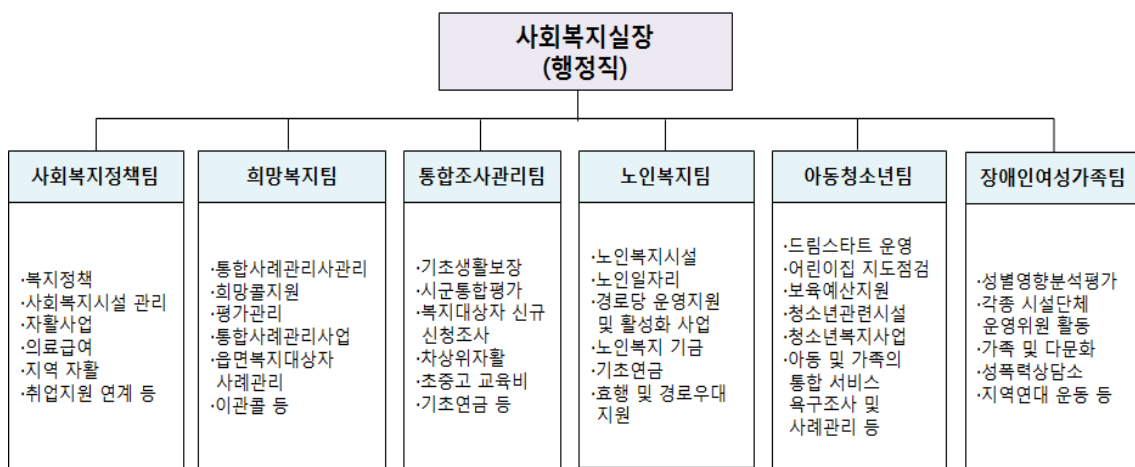 사회복지실장
(행정직)
사회복지정책팀
·복지정책
·사회복지시설 관리
·자활사업
·의료급여
·지역 자활
·취업지원 연계 등
희망복지팀
·통합사례관리사관리
·희망콜지원
·평가관리
·통합사례관리사업
·읍면복지대상자
사례관리
·이관콜 등
통합조사관리팀
·기초생활보장
·시군통합평가
·복지대상자 신규
신청조사
·차상위자활
·초중고 교육비
·기초연금 등
노인복지팀
·노인복지시설
·노인일자리
·경로당 운영지원
및 활성화 사업
·노인복지 기금
·기초연금
·효행 및 경로우대
지원
아동청소년팀
·드림스타트 운영
·어린이집 지도점검
·보육예산지원
·청소년관련시설
·청소년복지사업
·아동 및 가족의
통합 서비스
욕구조사 및
사례관리 등
장애인여성가족팀
·성별영향분석평가
·각종 시설단체
운영위원 활동
·가족 및 다문화
·성폭력상담소
·지역연대 운동 등